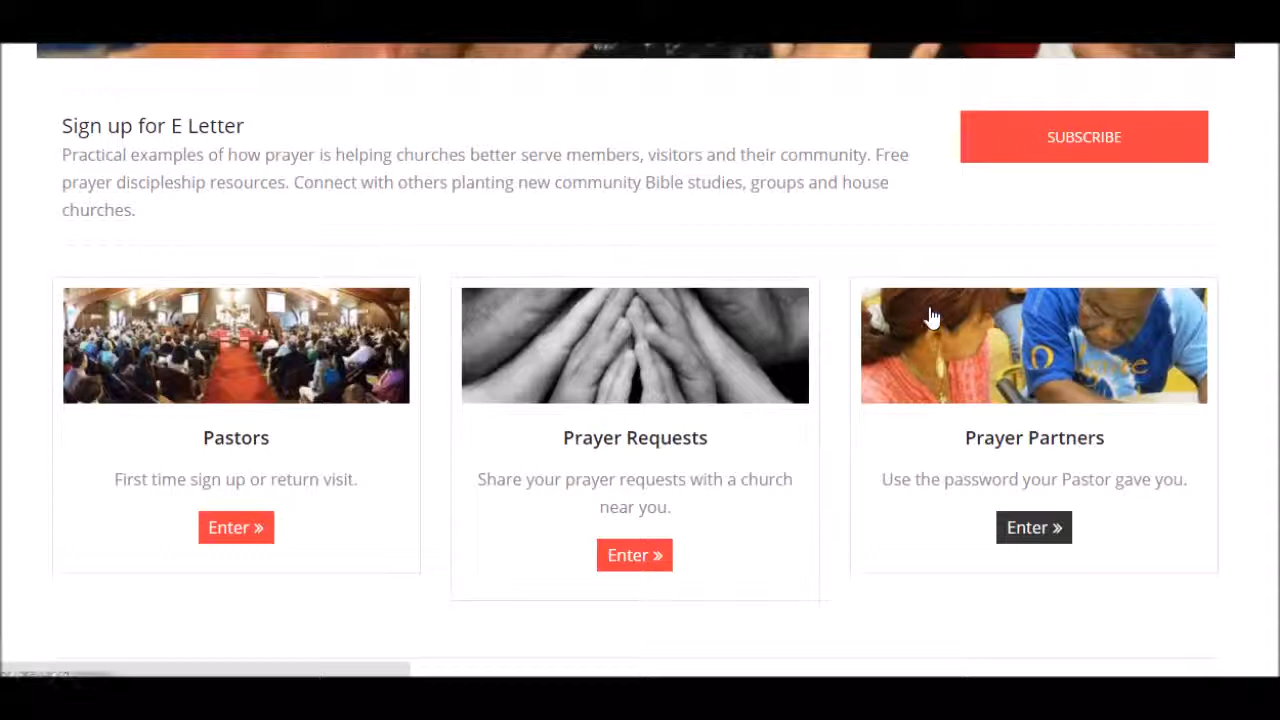 Sign up for E Letter
SUBSCRIBE
Practical examples of how prayer is helping churches better serve members, visitors and their community. Free
prayer discipleship resources. Connect with others planting new community Bible studies, groups and house
churches.
Pastors
First time sign up or return visit.
Enter »
Prayer Requests
Share your prayer requests with a church
near you.
Enter »
Prayer Partners
Use the password your Pastor gave you.
Enter »